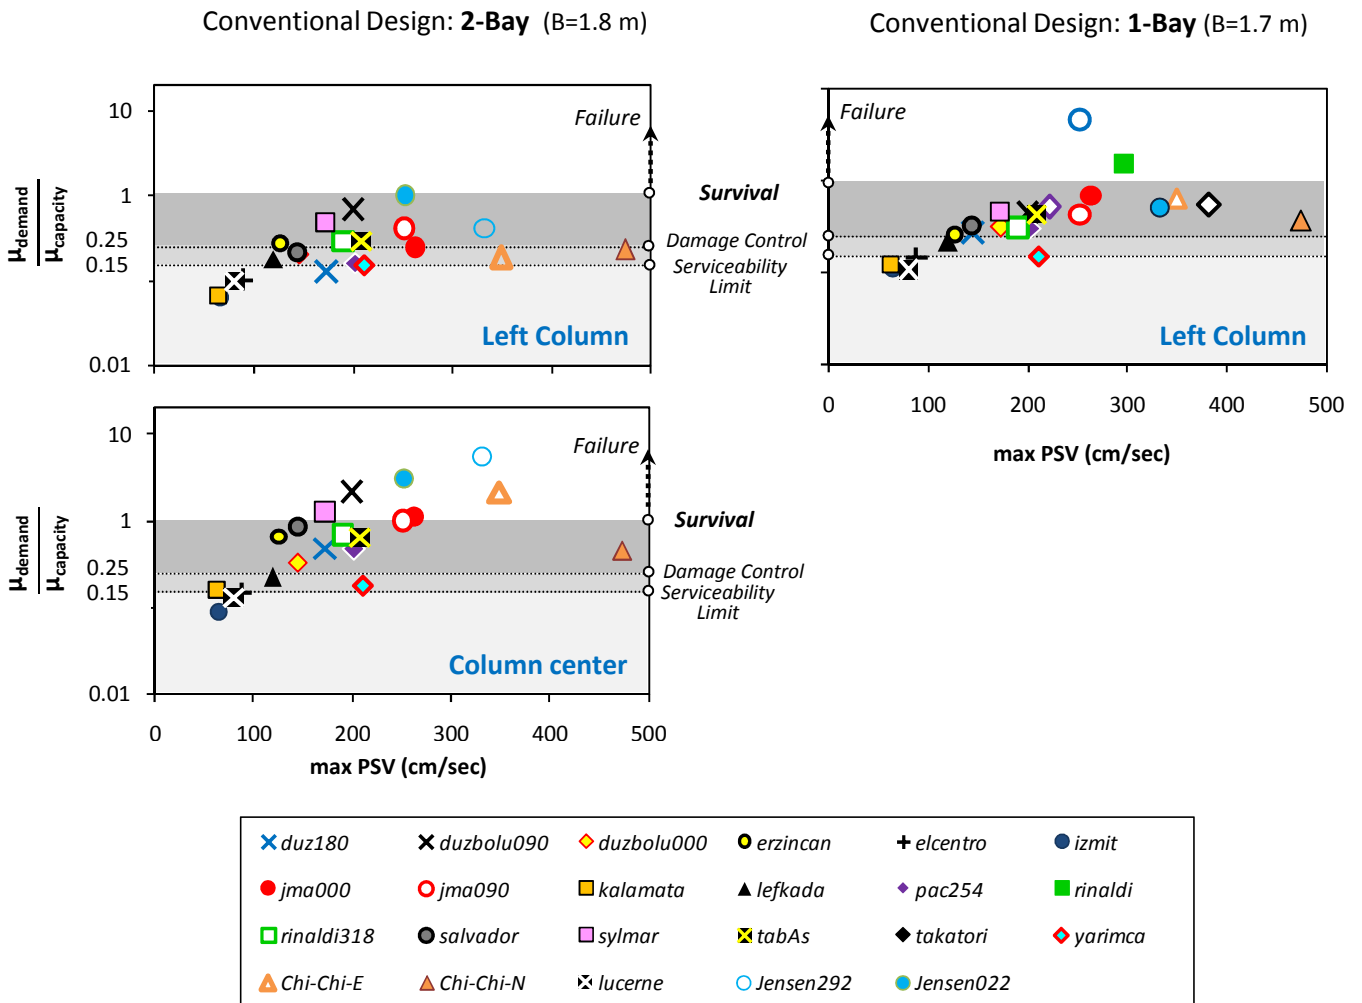 Conventional Design: 2-Bay (B=1.8 m)
Conventional Design: 1-Bay (B=1.7 m)
10
1
0.25
0.15
0.01
μdemand
μcapacity
Failure
Survival
Damage Control
Serviceability
Limit
Left Column
Failure
Left Column
0 100 200 300 400 500
max PSV (cm/sec)
10
1
0.25
0.15
0.01
μdemand
μcapacity
Failure
Survival
Damage Control
Serviceability
Limit
Column center
0 100 200 300 400 500
max PSV (cm/sec)
duz180 duzbolu090 duzbolu000 erzincan elcentro izmit
jma000 jma090 kalamata lefkada pac254 rinaldi
rinaldi318 salvador sylmar tabAs takatori yarimca
Chi-Chi-E Chi-Chi-N lucerne Jensen292 Jensen022